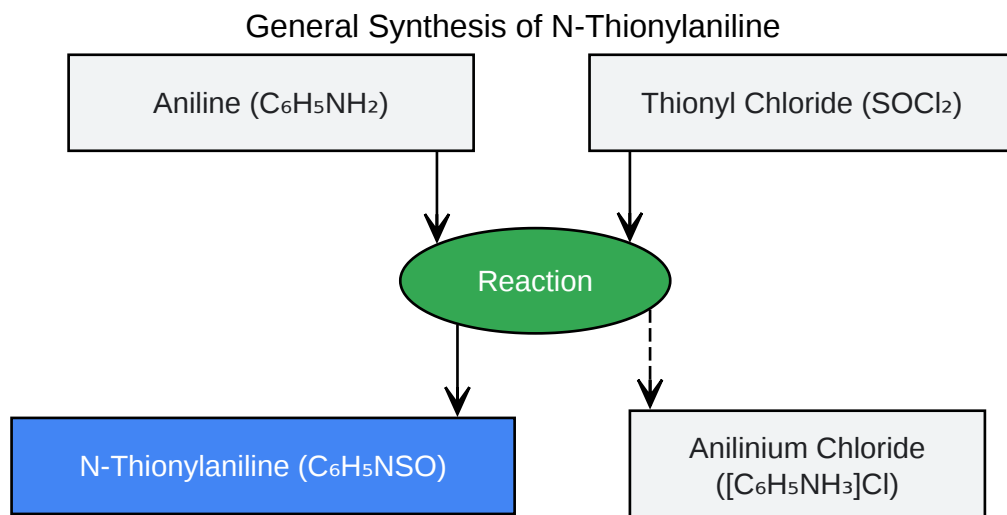 General Synthesis of N-Thionylaniline
Aniline (C₆H₅NH₂)
Thionyl Chloride (SOCl₂)
Reaction
N-Thionylaniline (C₆H₅NSO)
Anilinium Chloride
([C₆H₅NH₃]Cl)